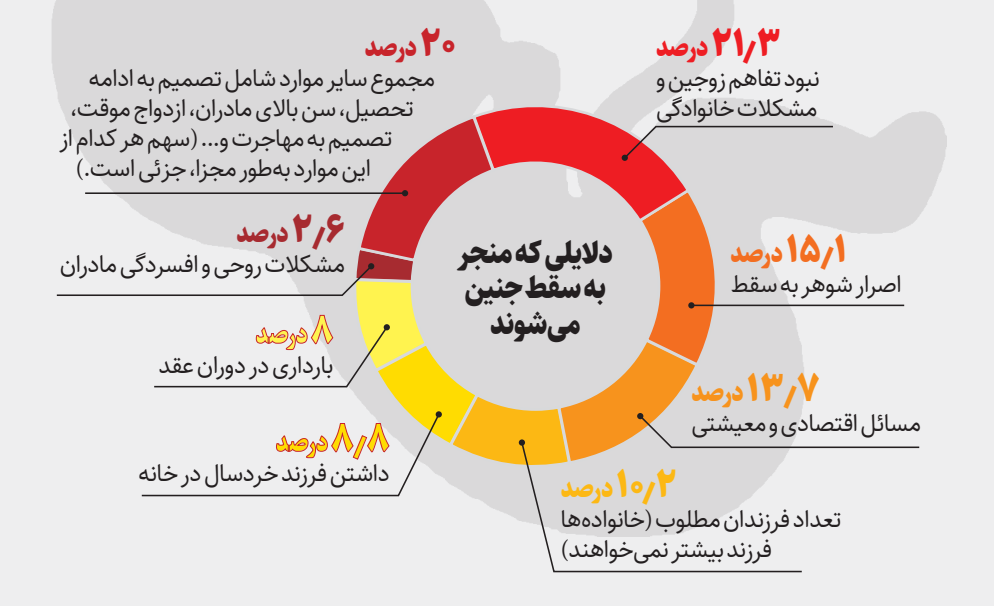 دلایلی که منجر
به سقط جنین
می‌شوند
۲۱٫۳ درصد
نبود تفاهم زوجین و
مشکلات خانوادگی
۱۵٫۱ درصد
اصرار شوهر به سقط
۱۳٫۷ درصد
مسائل اقتصادی و معیشتی
۱۰٫۲ درصد
تعداد فرزندان مطلوب (خانواده‌ها
فرزند بیشتر نمی‌خواهند)
۸٫۸ درصد
داشتن فرزند خردسال در خانه
۸ درصد
بارداری در دوران عقد
۲٫۶ درصد
مشکلات روحی و افسردگی مادران
۲۰ درصد
مجموع سایر موارد شامل تصمیم به ادامه
تحصیل، سن بالای مادران، ازدواج موقت،
تصمیم به مهاجرت و... (سهم هر کدام از
این موارد به‌طور مجزا، جزئی است.)